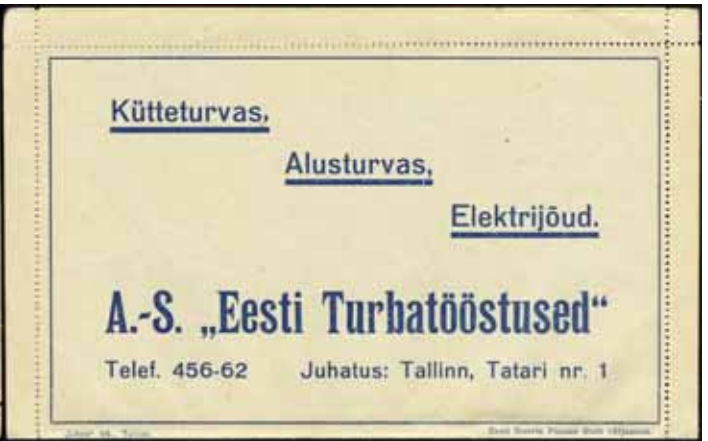 Kütteturvas,
Alusturvas,
Elektrijõud.
A.-S. „Eesti Turbatööstused“
Telef. 456-62 Juhatus: Tallinn, Tatari nr. 1